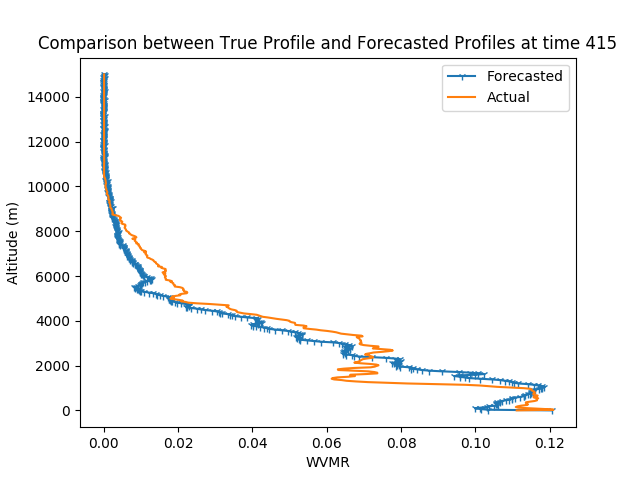 Comparison between True Profile and Forecasted Profiles at time 415
Forecasted
Actual
14000
12000
10000
8000
6000
4000
2000
0
Altitude (m)
0.00 0.02 0.04 0.06 0.08 0.10 0.12
WVMR